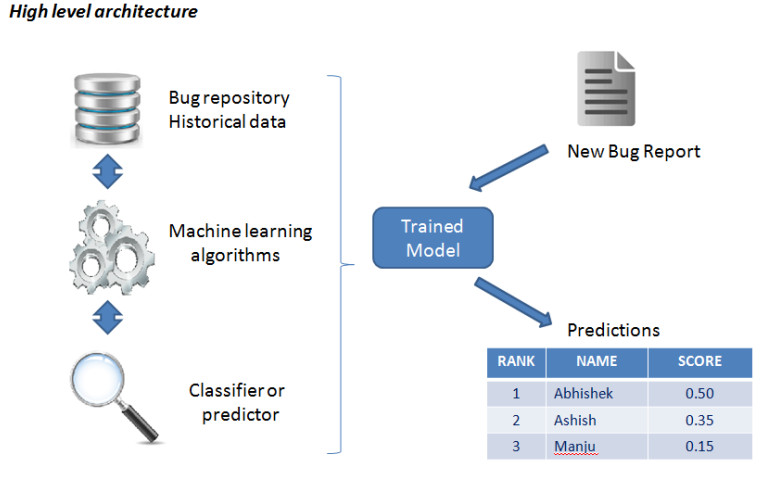 High level architecture
Bug repository
Historical data
Machine learning
algorithms
Classifier or
predictor
New Bug Report
Trained
Model
Predictions
RANK NAME SCORE
1 Abhishek 0.50
2 Ashish 0.35
3 Manju 0.15